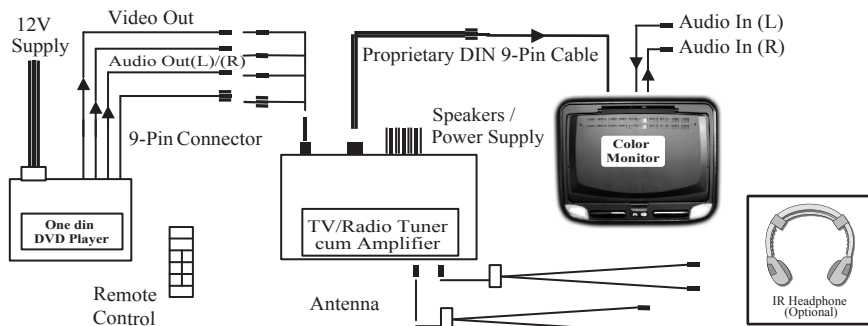 12V
Supply
Video Out
Audio Out(L)/(R)
9-Pin Connector
One din
DVD Player
Remote
Control
Proprietary DIN 9-Pin Cable
Speakers /
Power Supply
TV/Radio Tuner
cum Amplifier
Antenna
Audio In (L)
Audio In (R)
Color
Monitor
IR Headphone
(Optional)